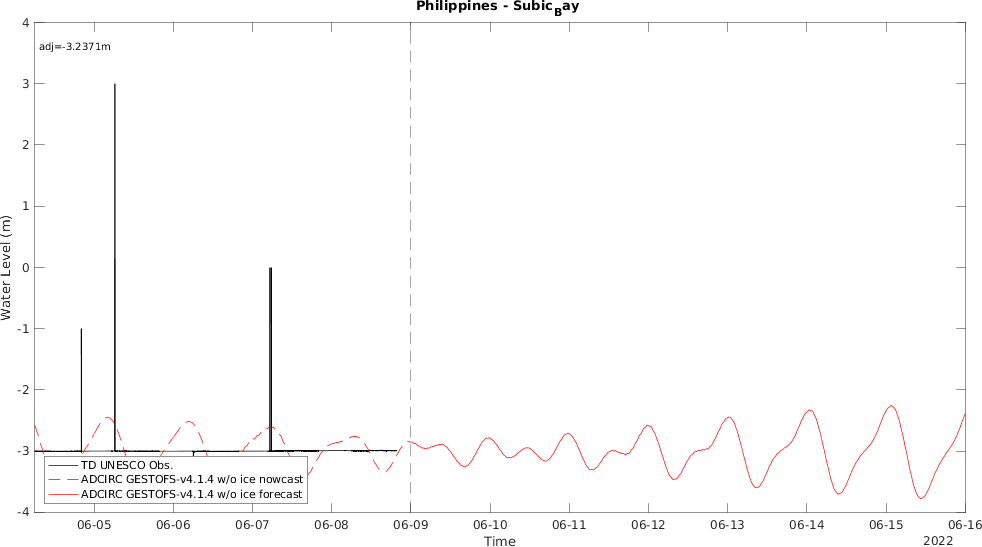 Philippines - SubicBay
adj=-3.2371m
4
3
2
1
0
-1
-2
-3
-4
Water Level (m)
TD UNESCO Obs.
ADCIRC GESTOFS-v4.1.4 w/o ice nowcast
ADCIRC GESTOFS-v4.1.4 w/o ice forecast
06-05 06-06 06-07 06-08 06-09 06-10 06-11 06-12 06-13 06-14 06-15 06-16
Time
2022